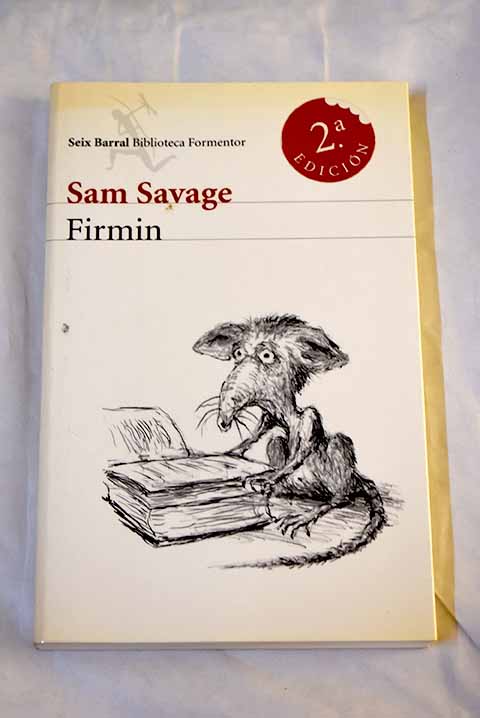 Seix Barral Biblioteca Formentor
2.ª
EDICIÓN
Sam Savage
Firmin